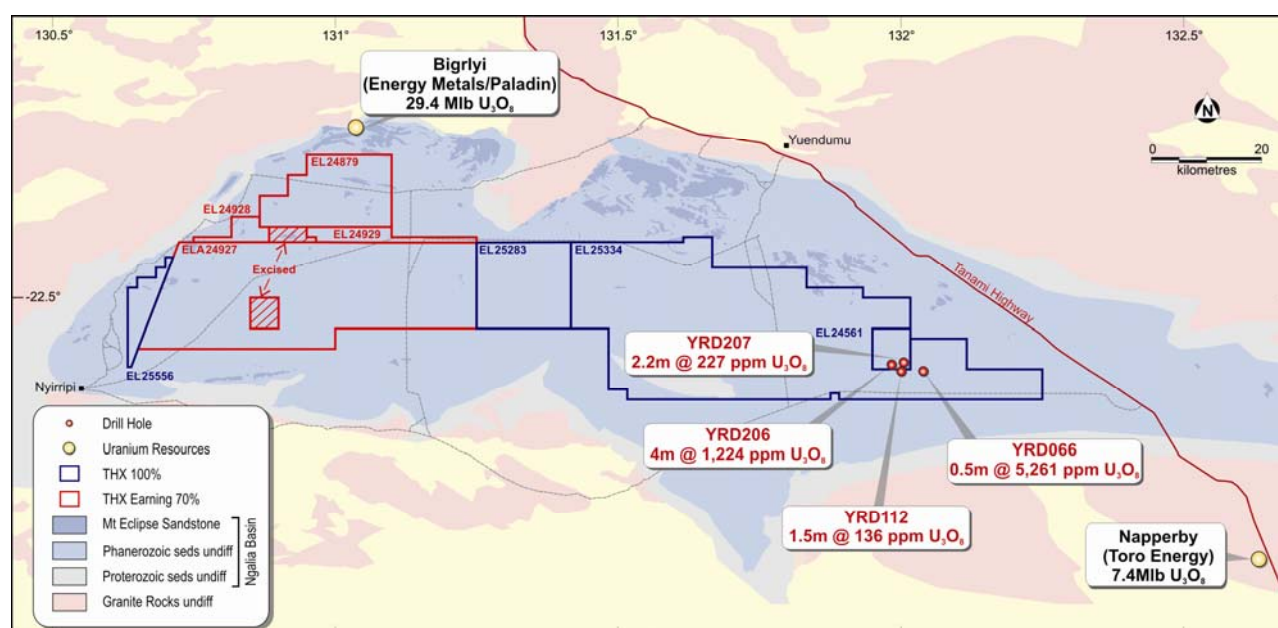 130.5°
131°
131.5°
132°
132.5°
Bigrlyi
(Energy Metals/Paladin)
29.4 Mlb U₃O₈
N
Yuendumu
0
20
kilometres
EL24879
EL24928
EL24929
ELA24927
EL25283
EL25334
Excised
Tanami Highway
-22.5°
EL24561
YRD207
2.2m @ 227 ppm U₃O₈
EL25556
Nyirripi
YRD206
4m @ 1,224 ppm U₃O₈
YRD066
0.5m @ 5,261 ppm U₃O₈
YRD112
1.5m @ 136 ppm U₃O₈
Napperby
(Toro Energy)
7.4Mlb U₃O₈
Drill Hole
Uranium Resources
THX 100%
THX Earning 70%
Mt Eclipse Sandstone
Phanerozoic seds undiff
Proterozoic seds undiff
Ngalia Basin
Granite Rocks undiff